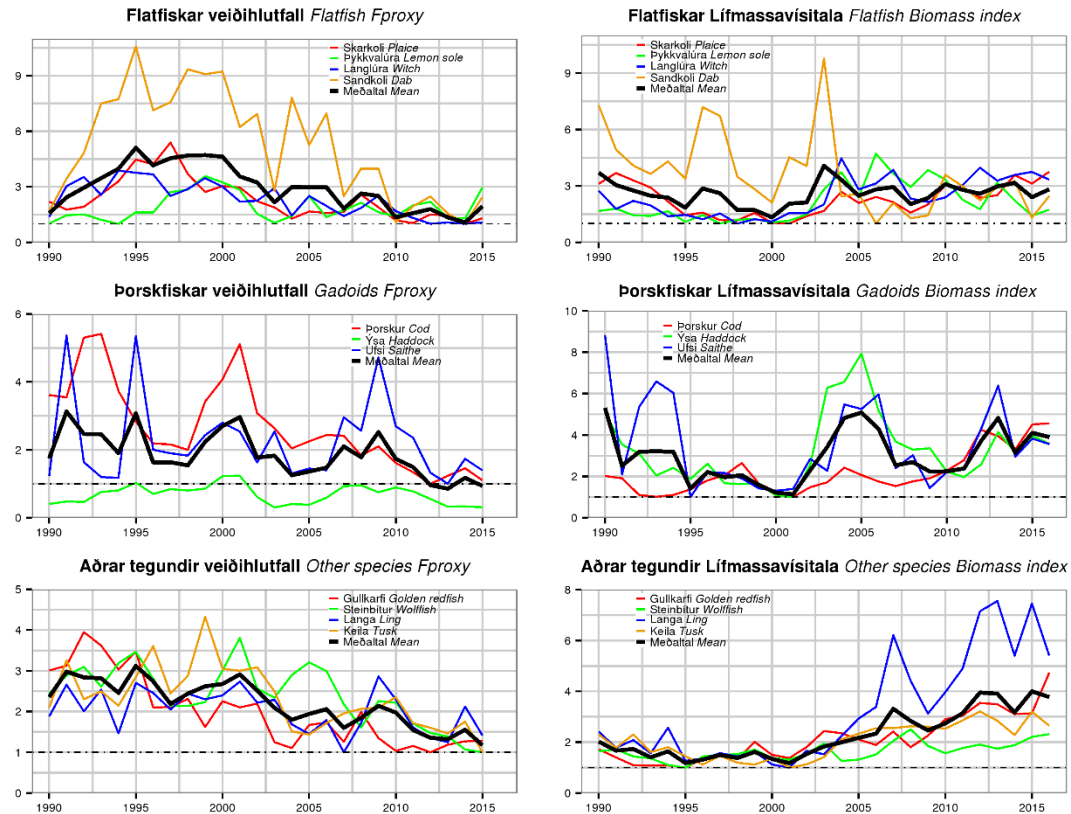 Flatfiskar veiðihlutfall Flatfish Fproxy
Skarkoli Plaice
Þykkvalúra Lemon sole
Langlúra Witch
Sandkoli Dab
Meðaltal Mean
9
6
3
0
1990 1995 2000 2005 2010 2015
Flatfiskar Lífmassavísitala Flatfish Biomass index
Skarkoli Plaice
Þykkvalúra Lemon sole
Langlúra Witch
Sandkoli Dab
Meðaltal Mean
9
6
3
0
1990 1995 2000 2005 2010 2015
Þorskfiskar veiðihlutfall Gadoids Fproxy
Þorskur Cod
Ýsa Haddock
Ufsi Saithe
Meðaltal Mean
6
4
2
1
0
1990 1995 2000 2005 2010 2015
Þorskfiskar Lífmassavísitala Gadoids Biomass index
Þorskur Cod
Ýsa Haddock
Ufsi Saithe
Meðaltal Mean
10
8
6
4
2
1
0
1990 1995 2000 2005 2010 2015
Aðrar tegundir veiðihlutfall Other species Fproxy
Gullkarfi Golden redfish
Steinbítur Wolffish
Langa Ling
Keila Tusk
Meðaltal Mean
5
4
3
2
1
0
1990 1995 2000 2005 2010 2015
Aðrar tegundir Lífmassavísitala Other species Biomass index
Gullkarfi Golden redfish
Steinbítur Wolffish
Langa Ling
Keila Tusk
Meðaltal Mean
8
6
4
2
1
0
1990 1995 2000 2005 2010 2015